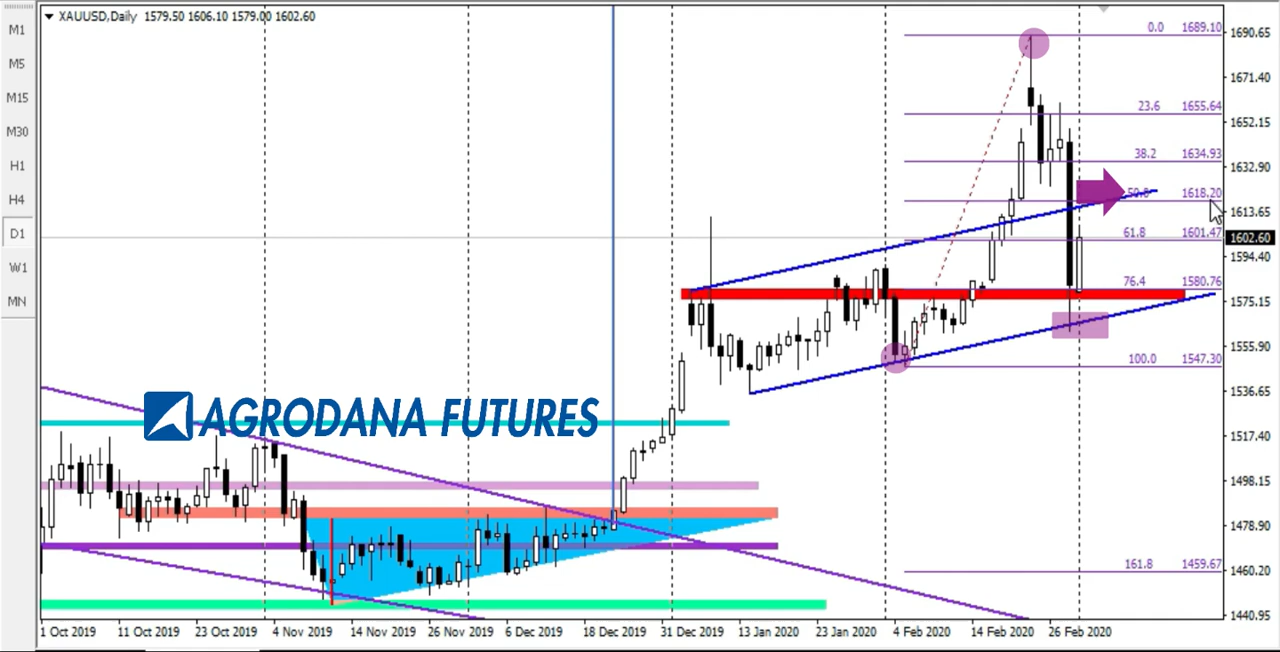 XAUUSD,Daily 1579.50 1606.10 1579.00 1602.60
M1
M5
M15
M30
H1
H4
D1
W1
MN
0.0 1689.10
23.6 1655.64
38.2 1634.93
50.0 1618.20
61.8 1601.47
76.4 1580.76
100.0 1547.30
161.8 1459.67
1690.65
1671.40
1652.15
1632.90
1613.65
1602.60
1594.40
1575.15
1555.90
1536.65
1517.40
1498.15
1478.90
1460.20
1440.95
AGRODANA FUTURES
1 Oct 2019 11 Oct 2019 23 Oct 2019 4 Nov 2019 14 Nov 2019 26 Nov 2019 6 Dec 2019 18 Dec 2019 31 Dec 2019 13 Jan 2020 23 Jan 2020 4 Feb 2020 14 Feb 2020 26 Feb 2020